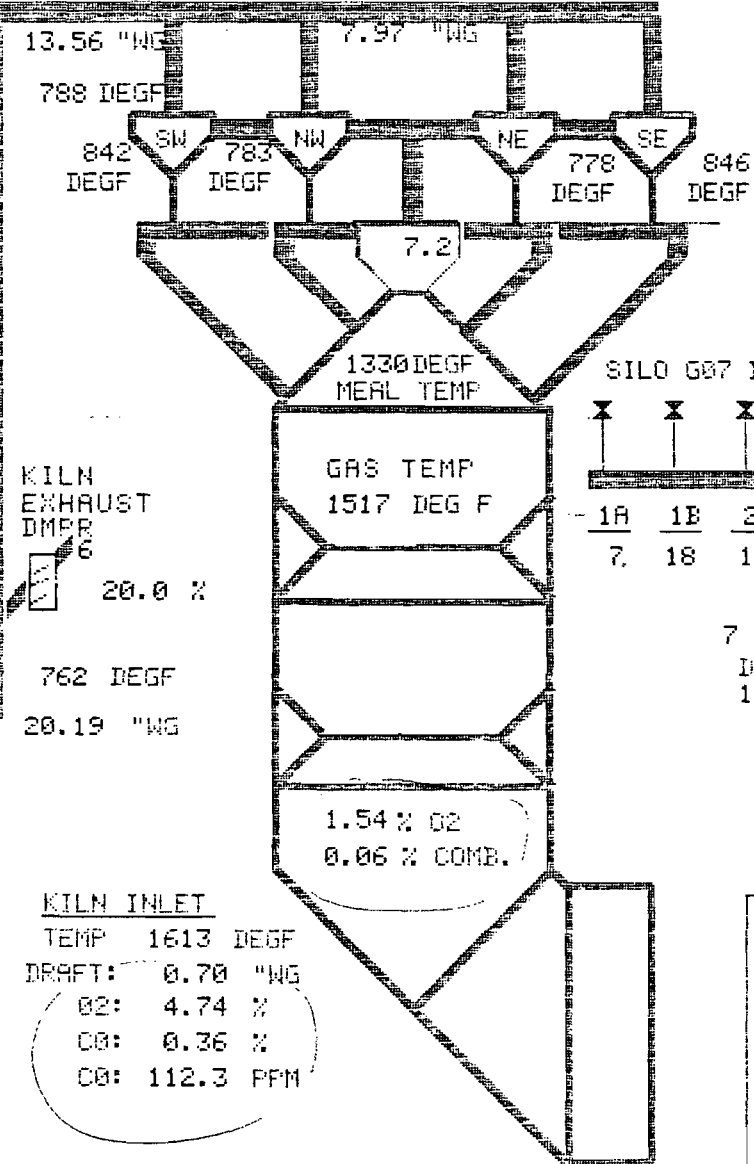 13.56 "WG
7.97 "WG
788 DEGF
SW
NW
NE
SE
842
DEGF
783
DEGF
778
DEGF
846
DEGF
7.2
1330 DEGF
MEAL TEMP
SILO G07
GAS TEMP
1517 DEG F
KILN
EXHAUST
DMPR
6
20.0 %
1A 1B
7. 18 1
7
762 DEGF
20.19 "WG
1
1.54 % O2
0.06 % COMB.
KILN INLET
TEMP 1613 DEGF
DRAFT: 0.70 "WG
O2: 4.74 %
CO: 0.36 %
CO: 112.3 PPM